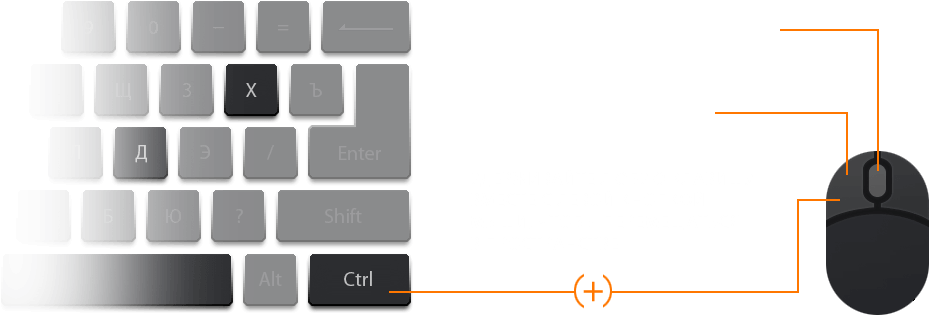 0 – =
Щ З Х Ъ
Д Э / Enter
Б Ю ? Shift
Alt Ctrl
(+)